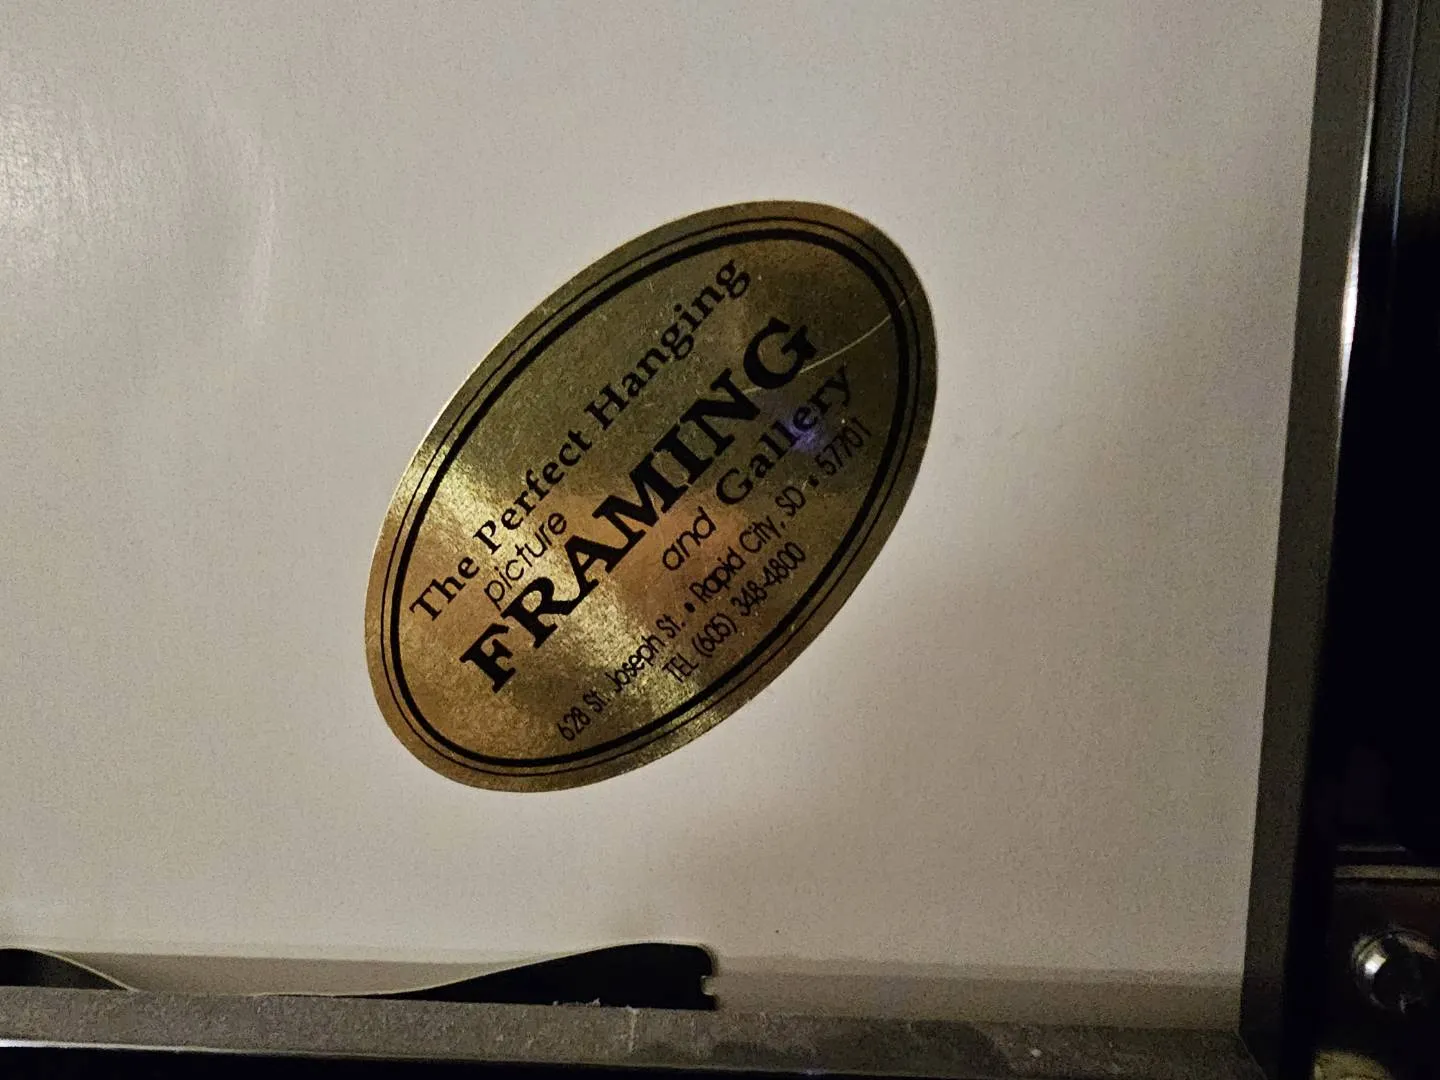 The Perfect Hanging
picture
FRAMING
and Gallery
628 St. Joseph St. • Rapid City, SD • 57701
TEL (605) 348-4800